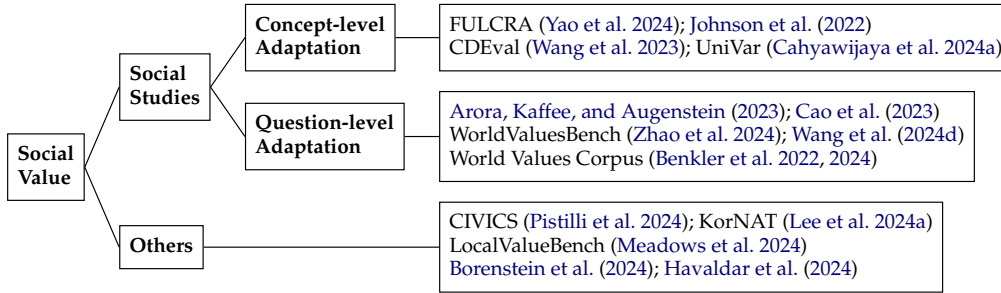 Concept-level
Adaptation
FULCRA (Yao et al. 2024); Johnson et al. (2022)
CDEval (Wang et al. 2023); UniVar (Cahyawijaya et al. 2024a)
Social
Studies
Question-level
Adaptation
Arora, Kaffee, and Augenstein (2023); Cao et al. (2023)
WorldValuesBench (Zhao et al. 2024); Wang et al. (2024d)
World Values Corpus (Benkler et al. 2022, 2024)
Social
Value
Others
CIVICS (Pistilli et al. 2024); KorNAT (Lee et al. 2024a)
LocalValueBench (Meadows et al. 2024)
Borenstein et al. (2024); Havaldar et al. (2024)